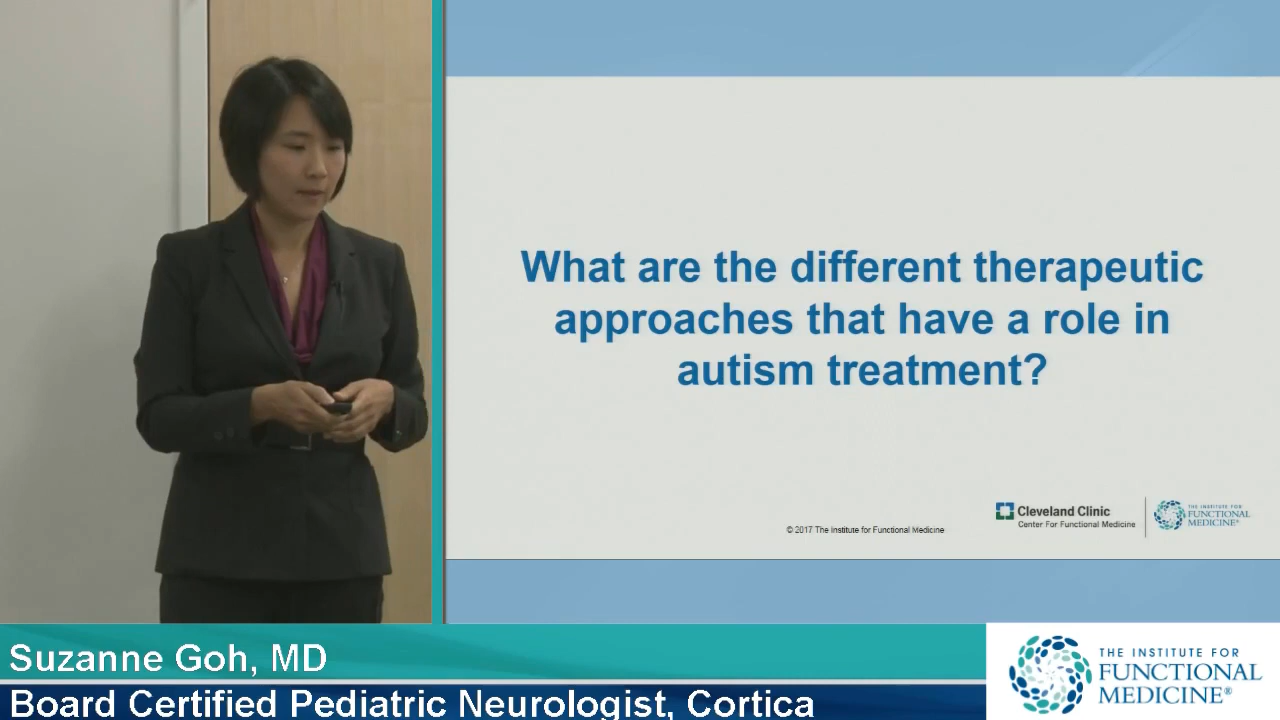 What are the different therapeutic
approaches that have a role in
autism treatment?
© 2017 The Institute for Functional Medicine
Cleveland Clinic
Center For Functional Medicine
THE INSTITUTE FOR
FUNCTIONAL
MEDICINE®
Suzanne Goh, MD
Board Certified Pediatric Neurologist, Cortica
THE INSTITUTE FOR
FUNCTIONAL
MEDICINE®